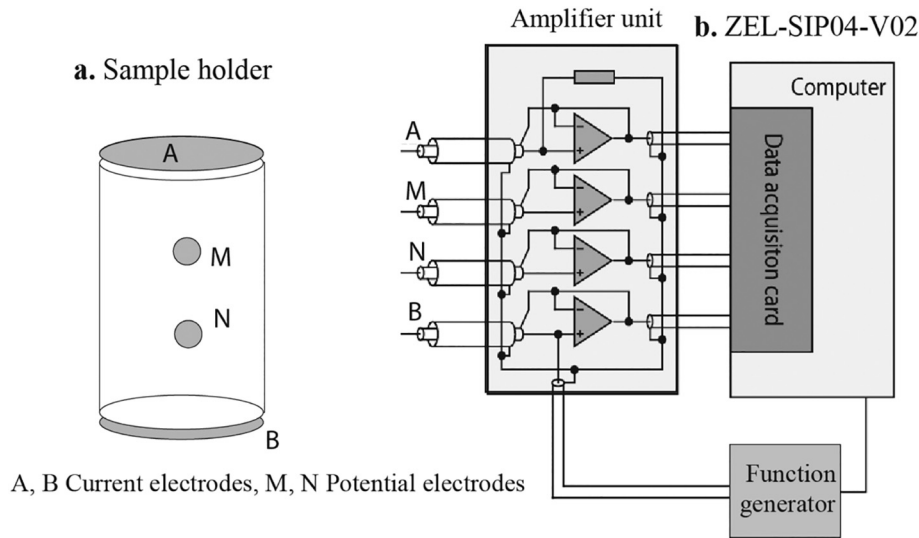 Amplifier unit
b. ZEL-SIP04-V02
a. Sample holder
Computer
A
A
M
N
B
M
N
B
Data acquisiton card
A, B Current electrodes, M, N Potential electrodes
Function
generator